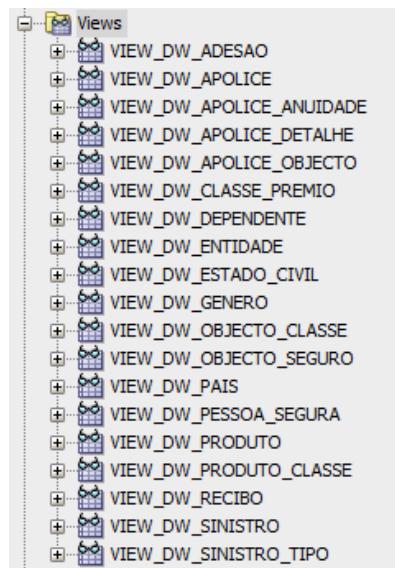 Views
VIEW_DW_ADESAO
VIEW_DW_APOLICE
VIEW_DW_APOLICE_ANUIDADE
VIEW_DW_APOLICE_DETALHE
VIEW_DW_APOLICE_OBJECTO
VIEW_DW_CLASSE_PREMIO
VIEW_DW_DEPENDENTE
VIEW_DW_ENTIDADE
VIEW_DW_ESTADO_CIVIL
VIEW_DW_GENERO
VIEW_DW_OBJECTO_CLASSE
VIEW_DW_OBJECTO_SEGURO
VIEW_DW_PAIS
VIEW_DW_PESSOA_SEGURA
VIEW_DW_PRODUTO
VIEW_DW_PRODUTO_CLASSE
VIEW_DW_RECIBO
VIEW_DW_SINISTRO
VIEW_DW_SINISTRO_TIPO